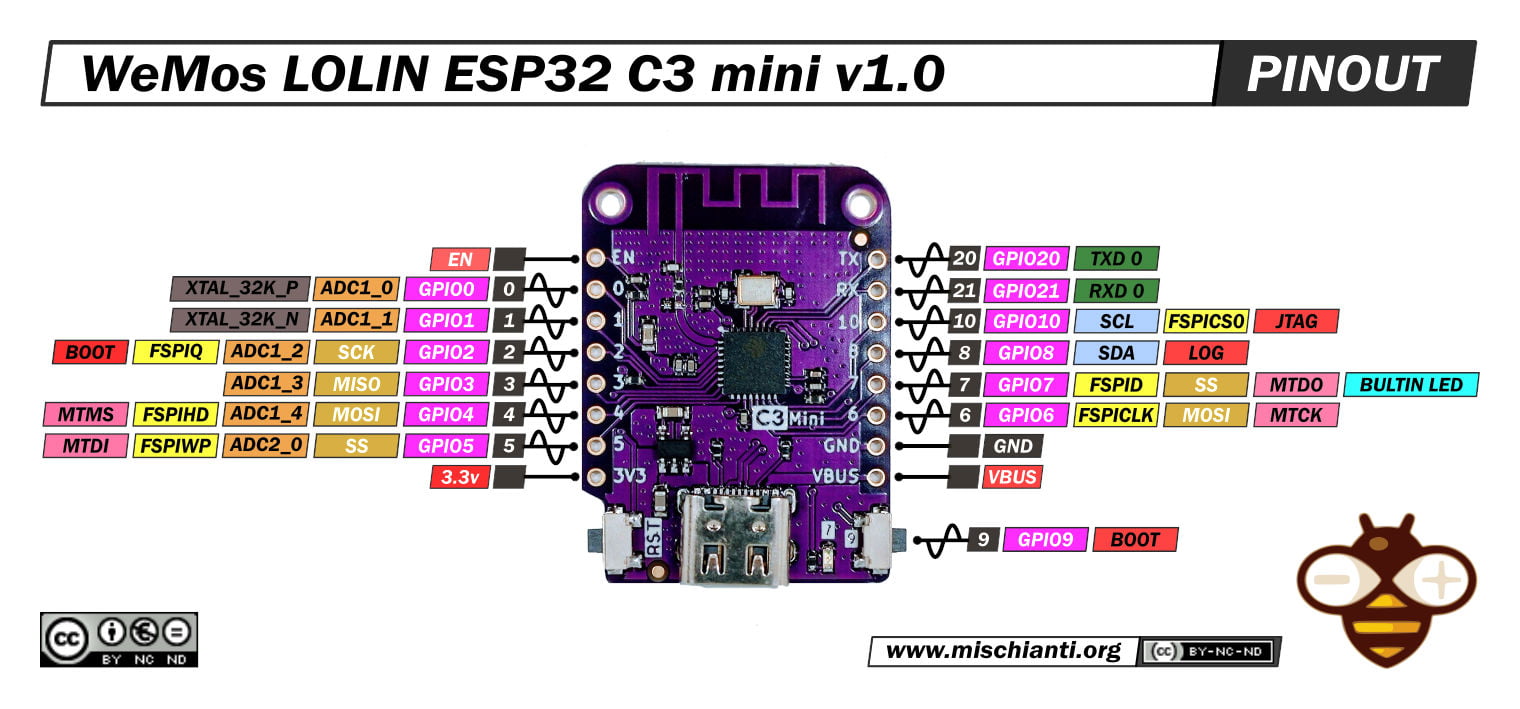 WeMos LOLIN ESP32 C3 mini v1.0 PINOUT
EN EN TX 20 GPIO20 TXD 0
XTAL_32K_P ADC1_0 GPIO0 0 0 RX 21 GPIO21 RXD 0
XTAL_32K_N ADC1_1 GPIO1 1 1 10 10 GPIO10 SCL FSPICS0 JTAG
BOOT FSPIQ ADC1_2 SCK GPIO2 2 2 8 8 GPIO8 SDA LOG
ADC1_3 MISO GPIO3 3 3 7 7 GPIO7 FSPID SS MTDO BULTIN LED
MTMS FSPIHD ADC1_4 MOSI GPIO4 4 4 C3 Mini 6 6 GPIO6 FSPICLK MOSI MTCK
MTDI FSPIWP ADC2_0 SS GPIO5 5 5 GND GND
3.3v 3V3 VBUS VBUS
RST 7 9 9 GPIO9 BOOT
cc BY NC ND
www.mischianti.org (cc) BY-NC-ND